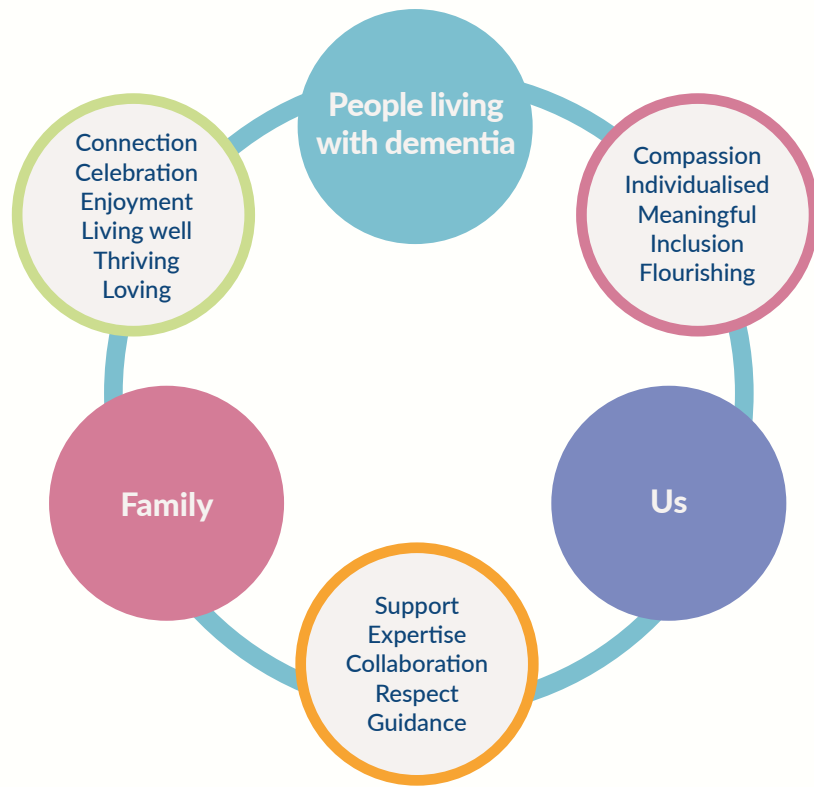 People living
with dementia
Connection
Celebration
Enjoyment
Living well
Thriving
Loving
Compassion
Individualised
Meaningful
Inclusion
Flourishing
Family
Us
Support
Expertise
Collaboration
Respect
Guidance